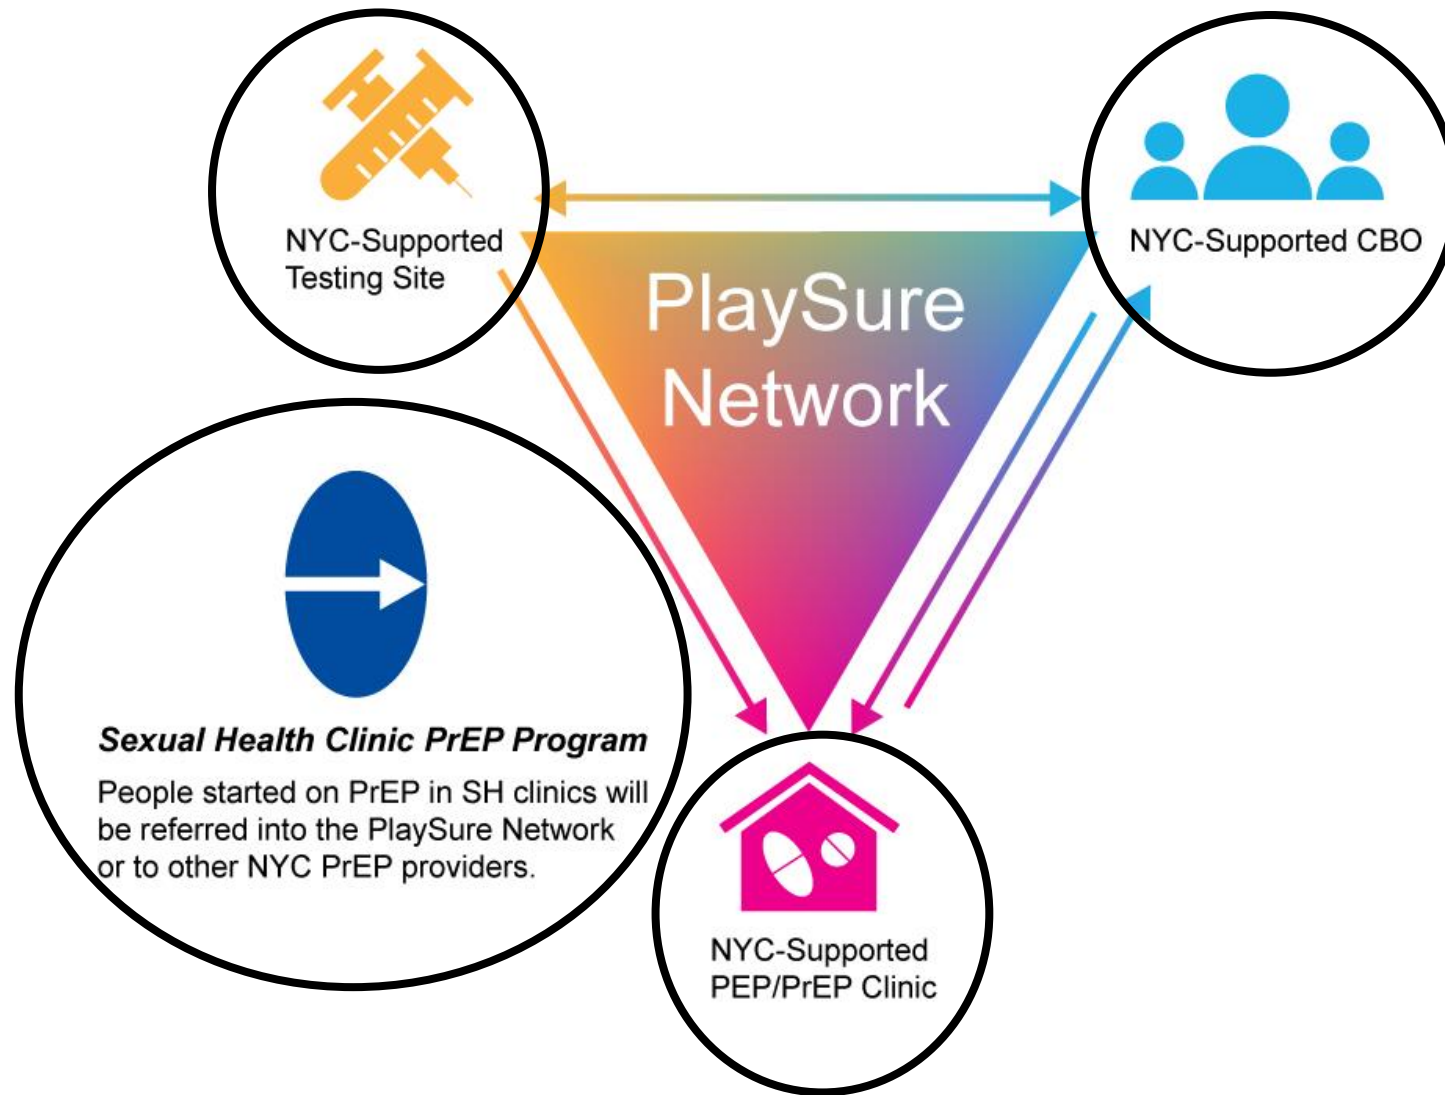 NYC-Supported
Testing Site
NYC-Supported CBO
PlaySure
Network
Sexual Health Clinic PrEP Program
People started on PrEP in SH clinics will
be referred into the PlaySure Network
or to other NYC PrEP providers.
NYC-Supported
PEP/PrEP Clinic